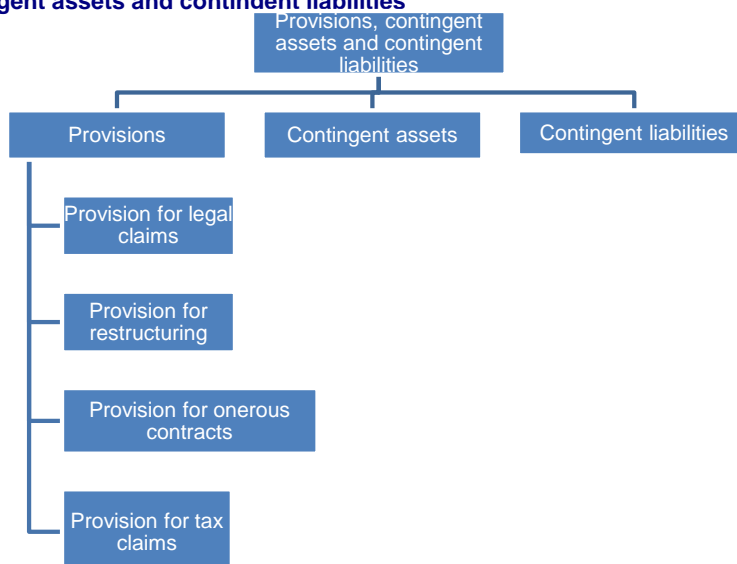 gent assets and contingent liabilities
Provisions, contingent
assets and contingent
liabilities
Provisions
Contingent assets
Contingent liabilities
Provision for legal
claims
Provision for
restructuring
Provision for onerous
contracts
Provision for tax
claims